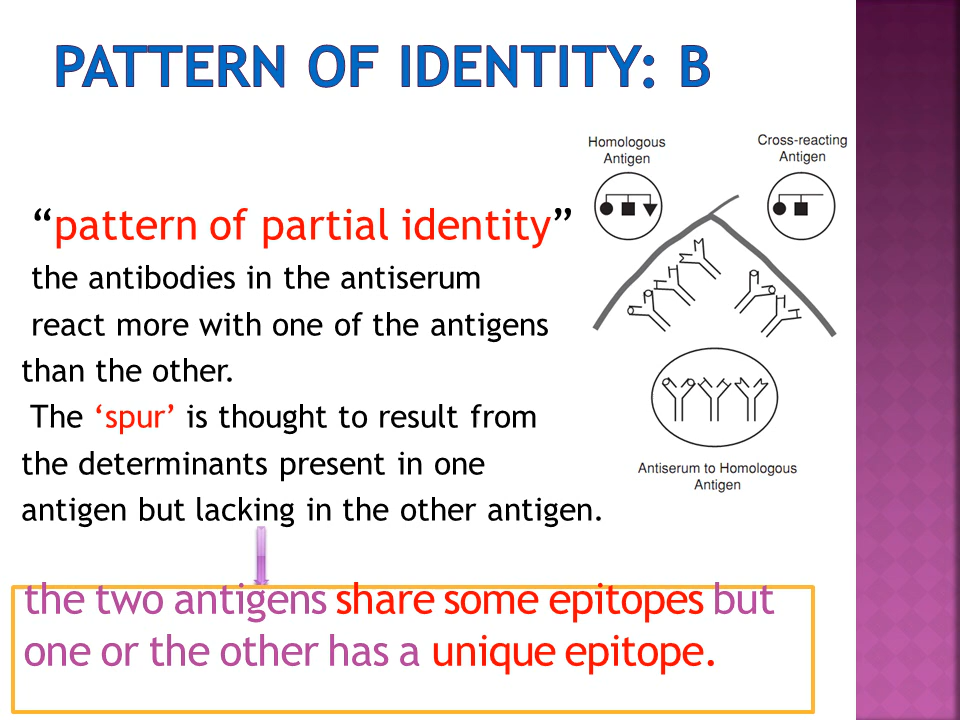 PATTERN OF IDENTITY: B
Homologous
Antigen
Cross-reacting
Antigen
“pattern of partial identity”
the antibodies in the antiserum
react more with one of the antigens
than the other.
The ‘spur’ is thought to result from
the determinants present in one
antigen but lacking in the other antigen.
Antiserum to Homologous
Antigen
the two antigens share some epitopes but
one or the other has a unique epitope.